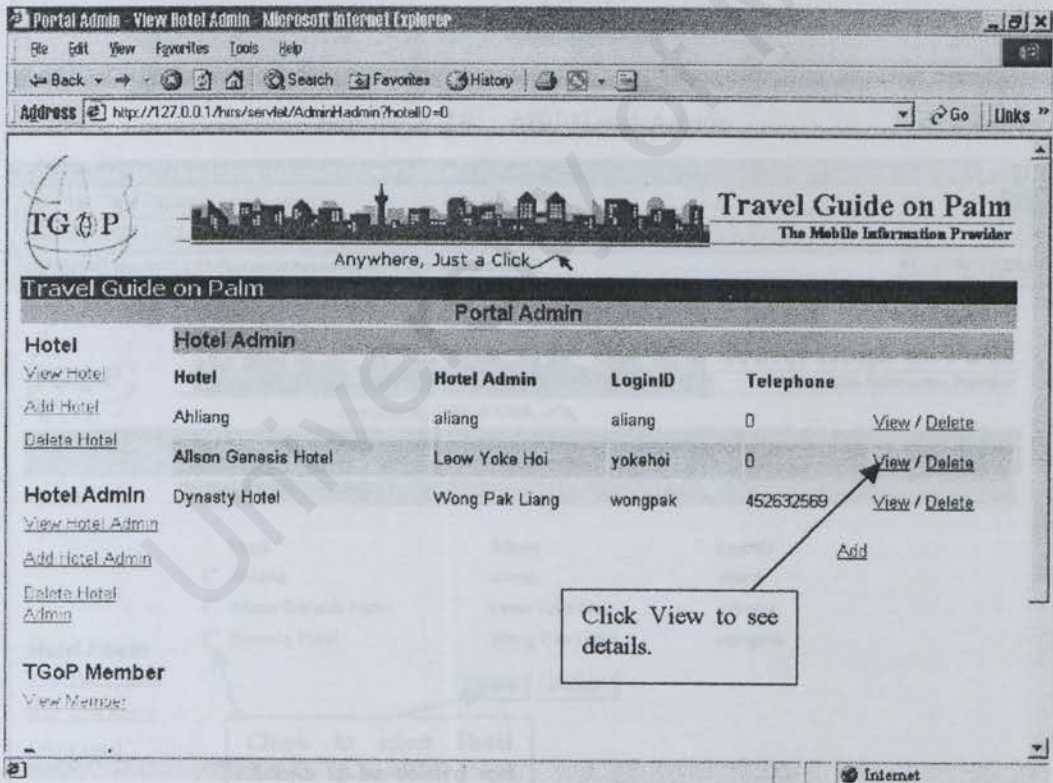 Portal Admin - View Hotel Admin - Microsoft Internet Explorer
File Edit View Favorites Tools Help
Back Search Favorites History
Address http://127.0.0.1/hrs/servlet/AdminHadmin?hotelID=0 Go Links »
TGoP
Travel Guide on Palm
The Mobile Information Provider
Anywhere, Just a Click
Travel Guide on Palm
Portal Admin
Hotel
View Hotel
Add Hotel
Delete Hotel
Hotel Admin
View Hotel Admin
Add Hotel Admin
Delete Hotel
Admin
TGoP Member
View Member
Hotel Admin
Hotel Hotel Admin LoginID Telephone
Ahliang aliang aliang 0 View / Delete
Allson Genesis Hotel Leow Yoke Hoi yokehoi 0 View / Delete
Dynasty Hotel Wong Pak Liang wongpak 452632569 View / Delete
Add
Click View to see
details.
Internet